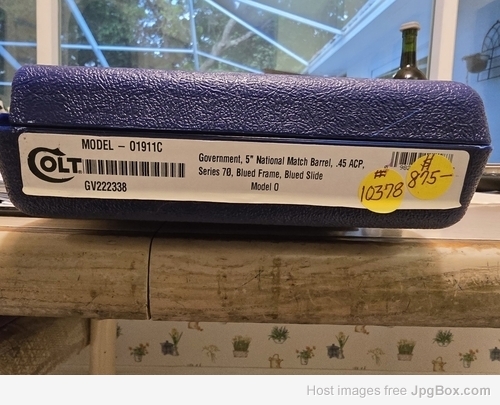 MODEL - 01911C
COLT
GV222338
Government, 5" National Match Barrel, .45 ACP,
Series 70, Blued Frame, Blued Slide
Model O
#
10378
#
875-
Host images free JpgBox.com